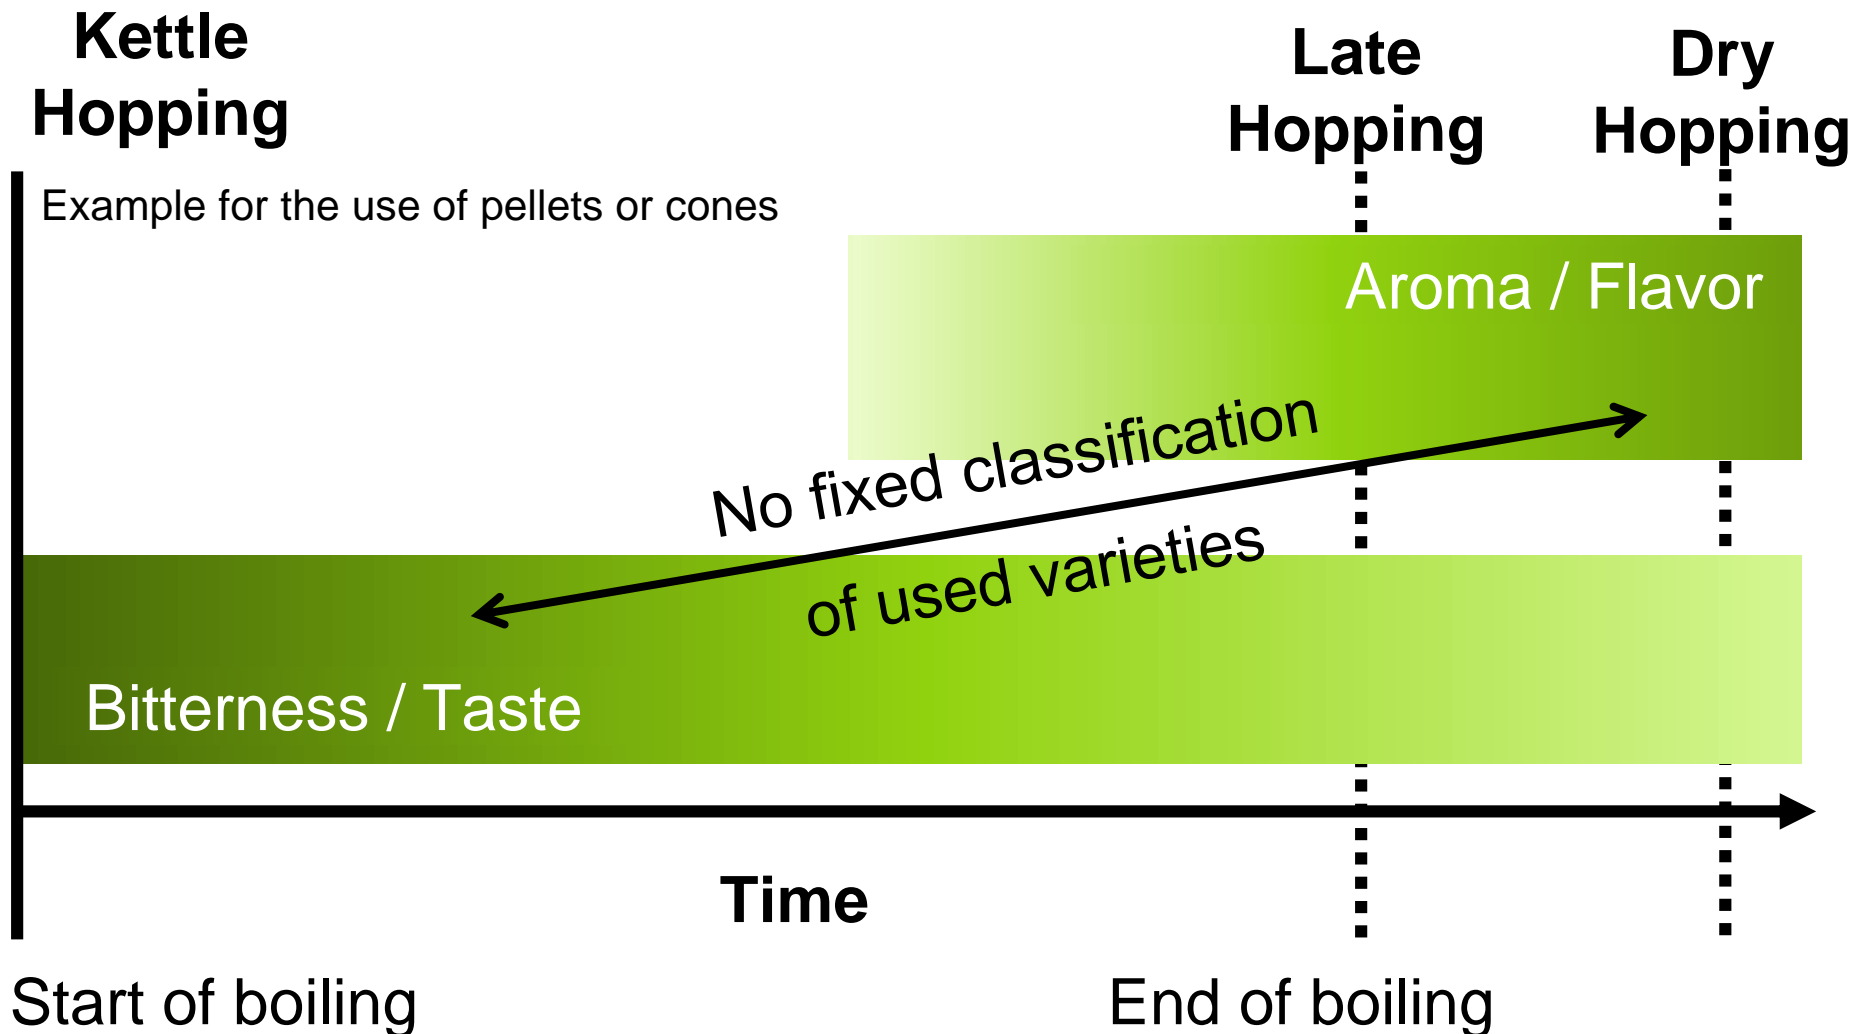 Kettle
Hopping
Late
Hopping
Dry
Hopping
Example for the use of pellets or cones
Aroma / Flavor
No fixed classification
of used varieties
Bitterness / Taste
Time
Start of boiling
End of boiling